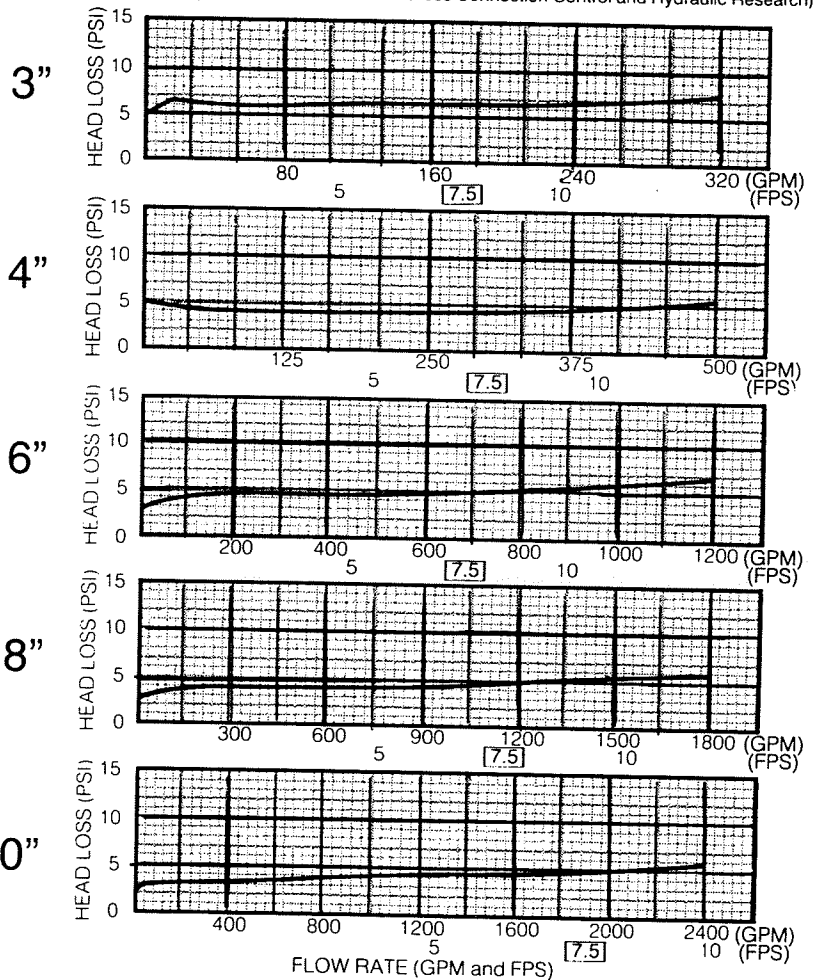 Connection Control and Hydraulic Research)
3"
HEAD LOSS (PSI)
15
10
5
0
80 160 240 320 (GPM)
5 7.5 10 (FPS)
4"
HEAD LOSS (PSI)
15
10
5
0
125 250 375 500 (GPM)
5 7.5 10 (FPS)
6"
HEAD LOSS (PSI)
15
10
5
0
200 400 600 800 1000 1200 (GPM)
5 7.5 10 (FPS)
8"
HEAD LOSS (PSI)
15
10
5
0
300 600 900 1200 1500 1800 (GPM)
5 7.5 10 (FPS)
0"
HEAD LOSS (PSI)
15
10
5
0
400 800 1200 1600 2000 2400 (GPM)
5 7.5 10 (FPS)
FLOW RATE (GPM and FPS)